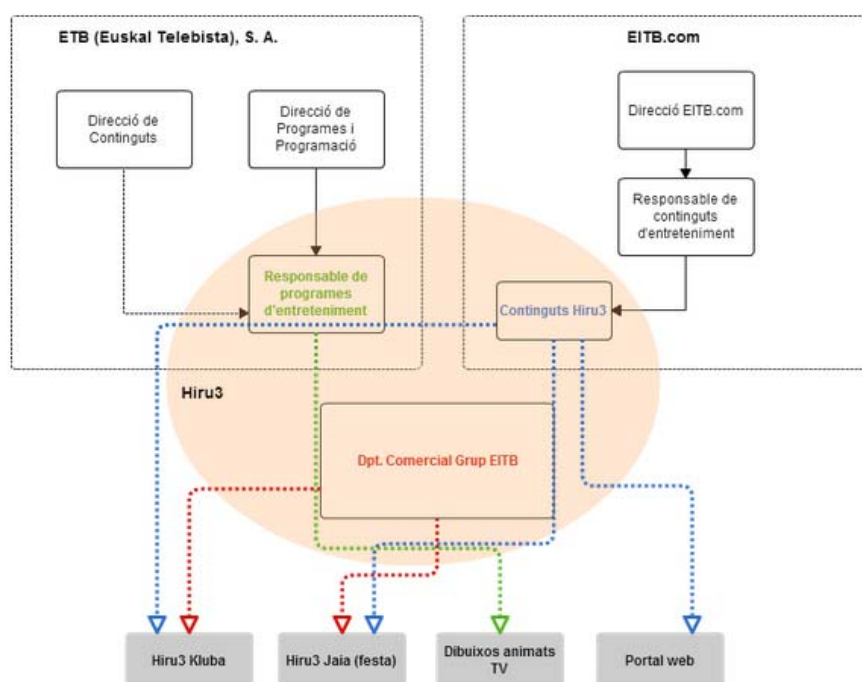 ETB (Euskal Telebista), S. A.
EITB.com
Direcció de
Continguts
Direcció de
Programes i
Programació
Direcció EITB.com
Responsable de
continguts
d'entreteniment
Responsable de
programes
d'entreteniment
Continguts Hiru3
Hiru3
Dpt. Comercial Grup EITB
Hiru3 Kluba
Hiru3 Jaia (festa)
Dibuixos animats
TV
Portal web